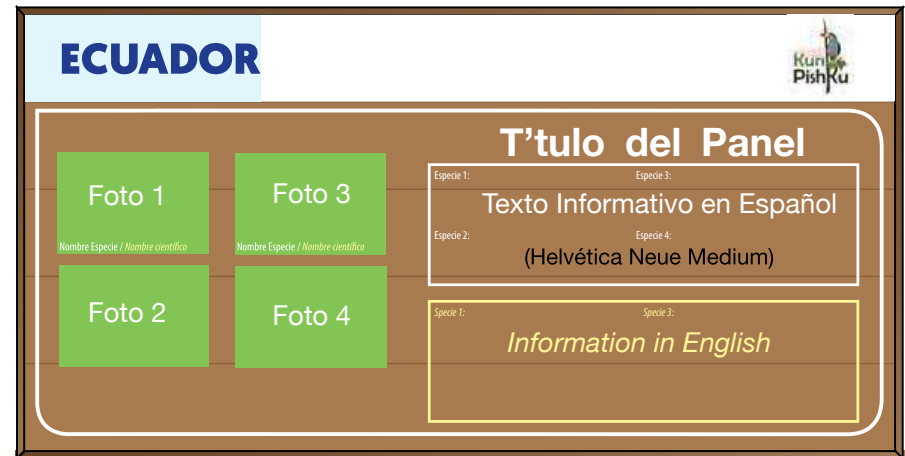 ECUADOR
Kuri
Pishku
T'tulo del Panel
Foto 1
Nombre Especie / Nombre científico
Foto 3
Nombre Especie / Nombre científico
Foto 2
Foto 4
Especie 1:
Especie 3:
Texto Informativo en Español
Especie 2:
Especie 4:
(Helvética Neue Medium)
Specie 1:
Specie 3:
Information in English